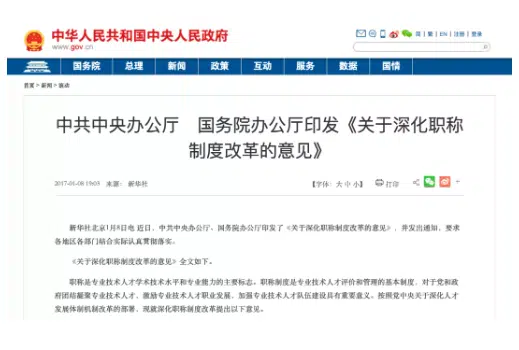 中华人民共和国中央人民政府
www.gov.cn
简 | 繁 | EN | 注册 | 登录
国务院 总理 新闻 政策 互动 服务 数据 国情
首页 > 新闻 > 滚动
中共中央办公厅 国务院办公厅印发《关于深化职称
制度改革的意见》
2017-01-08 19:03 来源： 新华社 【字体： 大 中 小】 打印
新华社北京1月8日电 近日，中共中央办公厅、国务院办公厅印发了《关于深化职称制度改革的意见》，并发出通知，要求
各地区各部门结合实际认真贯彻落实。
《关于深化职称制度改革的意见》全文如下。
职称是专业技术人才学术技术水平和专业能力的主要标志。职称制度是专业技术人才评价和管理的基本制度，对于党和政
府团结凝聚专业技术人才，激励专业技术人才职业发展，加强专业技术人才队伍建设具有重要意义。按照党中央关于深化人才
发展体制机制改革的部署，现就深化职称制度改革提出以下意见。